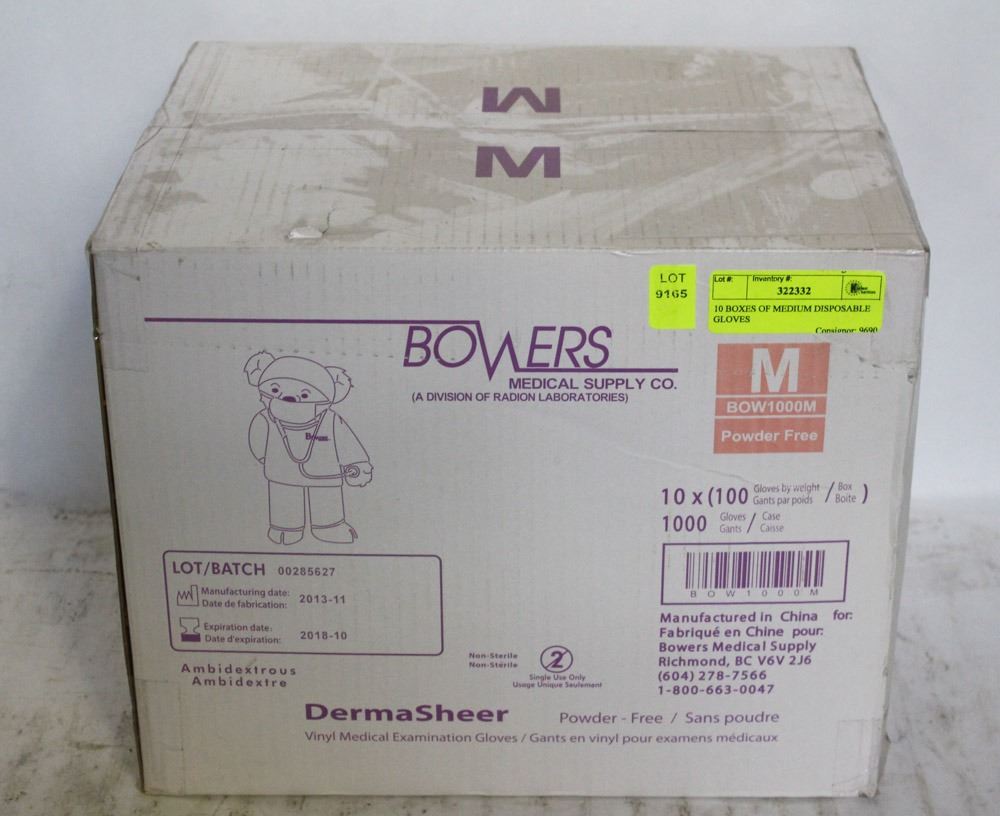 M
M
LOT
9165
Lot #:
Inventory #:
322332
10 BOXES OF MEDIUM DISPOSABLE
GLOVES
Consignor: 9690
BOWERS
MEDICAL SUPPLY CO.
(A DIVISION OF RADION LABORATORIES)
M
BOW1000M
Powder Free
Bowers
10 x (100 Gloves by weight / Box )
Gants par poids Boite
1000 Gloves / Case
Gants Caisse
BOW1000M
LOT/BATCH 00285627
Manufacturing date:
Date de fabrication: 2013-11
Expiration date:
Date d'expiration: 2018-10
Ambidextrous
Ambidextre
Non-Sterile
Non-Stérile
2
Single Use Only
Usage Unique Seulement
Manufactured in China for:
Fabriqué en Chine pour:
Bowers Medical Supply
Richmond, BC V6V 2J6
(604) 278-7566
1-800-663-0047
DermaSheer Powder - Free / Sans poudre
Vinyl Medical Examination Gloves / Gants en vinyl pour examens médicaux